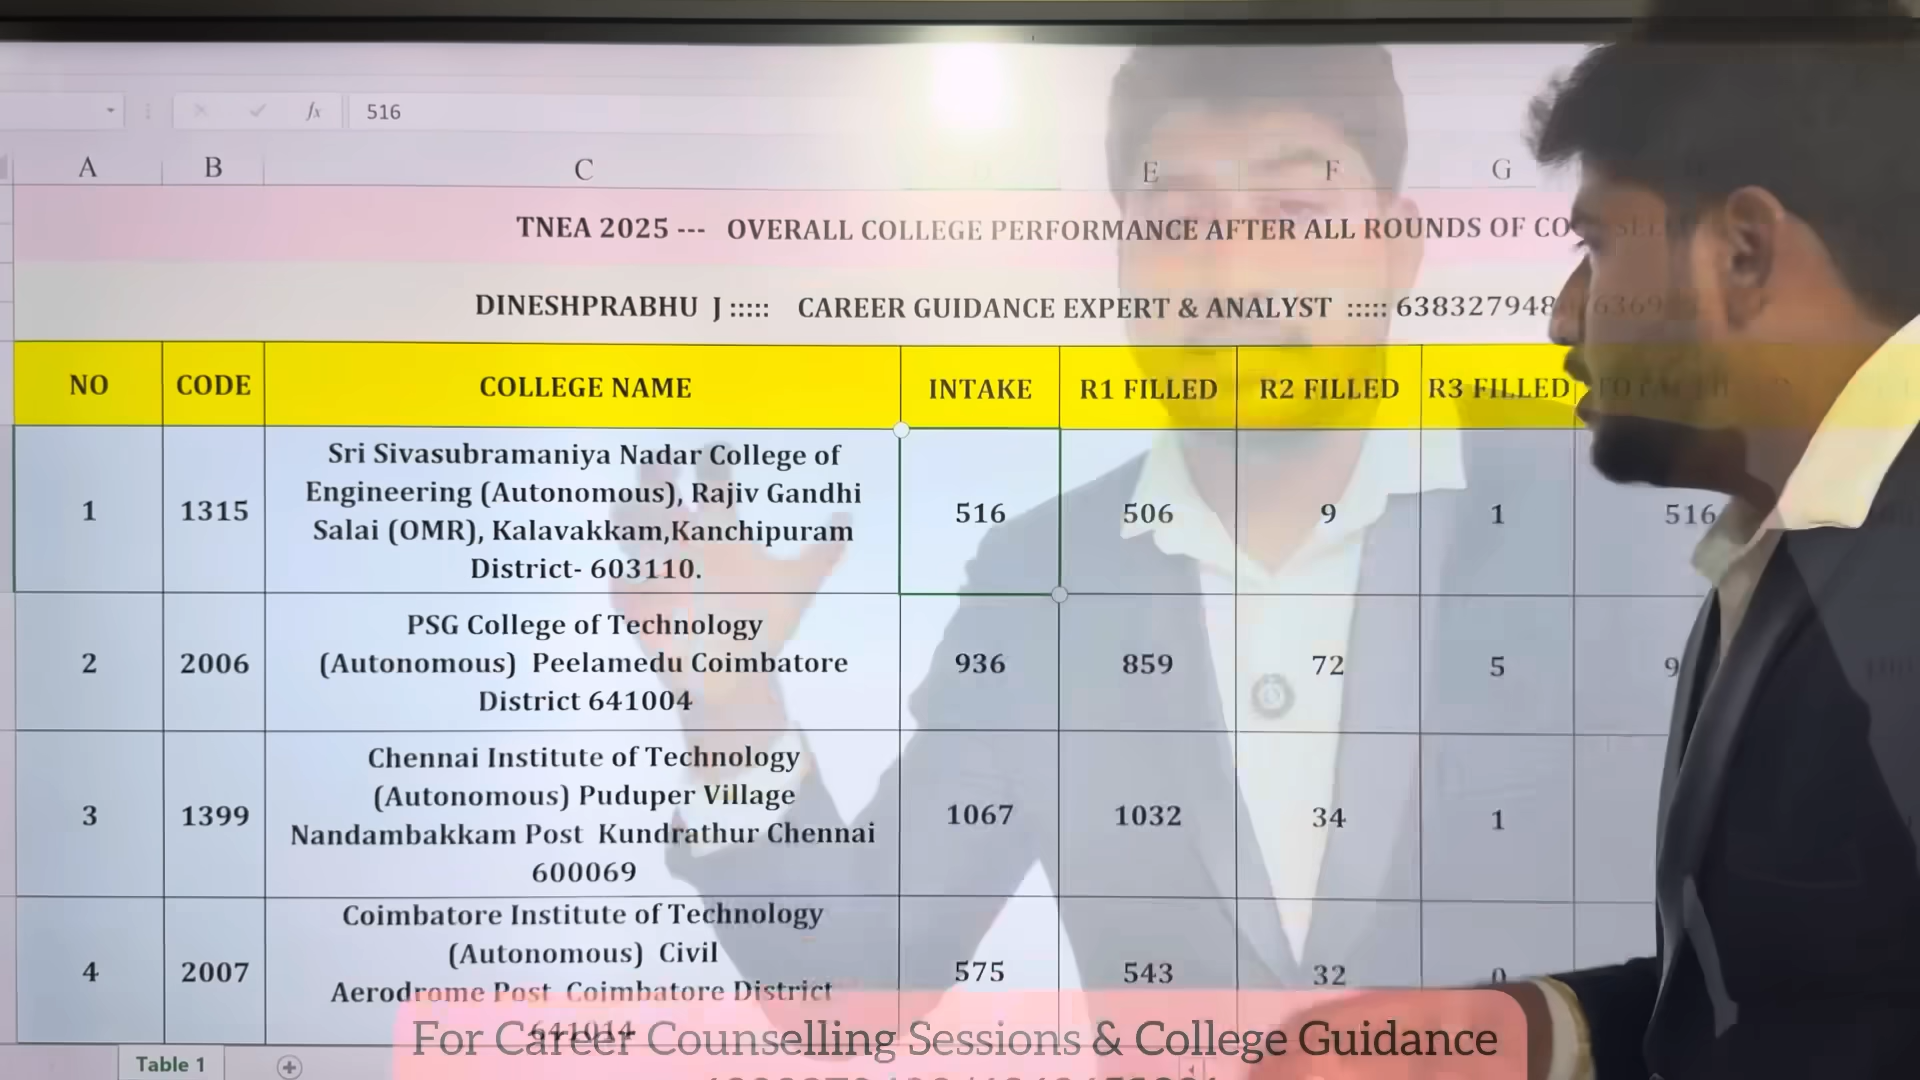 516
A B C E F G
TNEA 2025 --- OVERALL COLLEGE PERFORMANCE AFTER ALL ROUNDS OF
DINESHPRABHU J ::::: CAREER GUIDANCE EXPERT & ANALYST :::::
NO CODE COLLEGE NAME INTAKE R1 FILLED R2 FILLED R3 FILLED
1 1315 Sri Sivasubramaniya Nadar College of
Engineering (Autonomous), Rajiv Gandhi
Salai (OMR), Kalavakkam,Kanchipuram
District- 603110.
516 506 9 1 516
2 2006 PSG College of Technology
(Autonomous) Peelamedu Coimbatore
District 641004
936 859 72 5
3 1399 Chennai Institute of Technology
(Autonomous) Puduper Village
Nandambakkam Post Kundrathur Chennai
600069
1067 1032 34 1
4 2007 Coimbatore Institute of Technology
(Autonomous) Civil
Aerodrome Post Coimbatore District
641014
575 543 32 0
For Career Counselling Sessions & College Guidance
Table 1